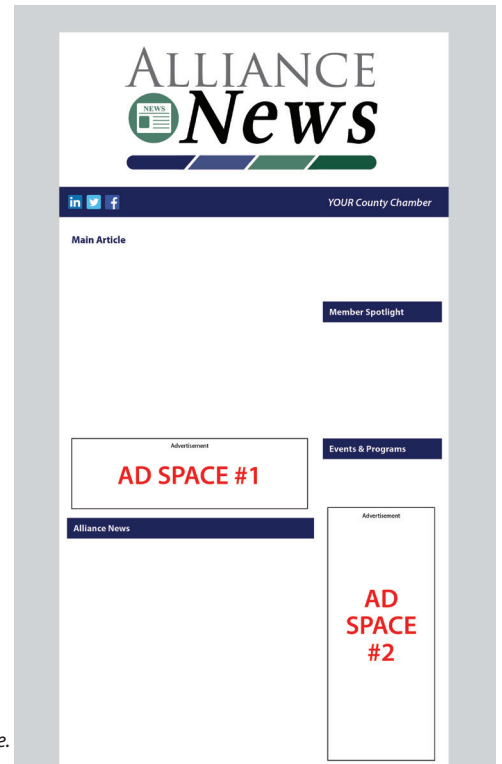 ALLIANCE
NEWS
News
in
f
YOUR County Chamber
Main Article
Member Spotlight
Advertisement
AD SPACE #1
Events & Programs
Alliance News
Advertisement
AD
SPACE
#2
e.